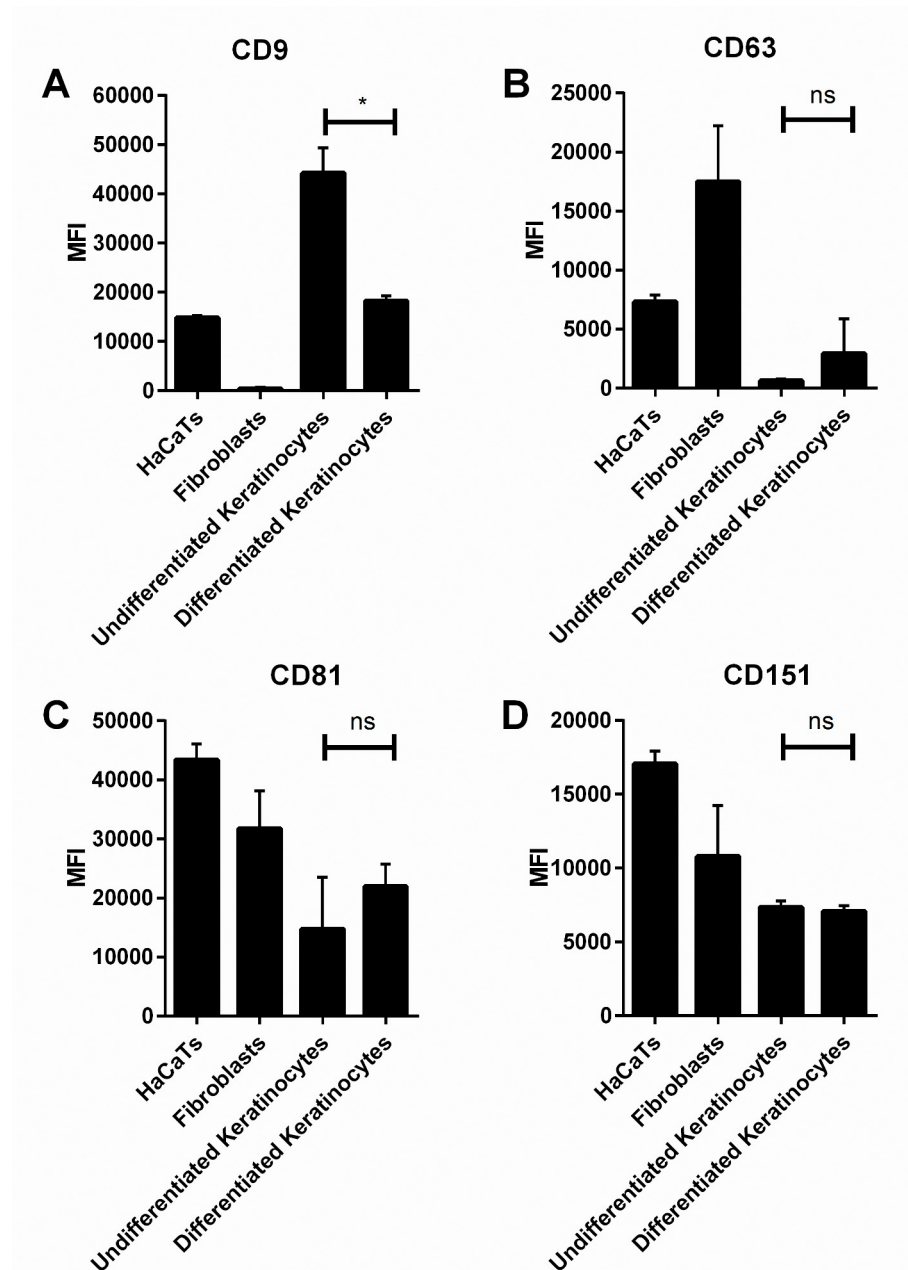 CD9
A
60000
50000
40000
30000
20000
10000
0
MFI
*
HaCaTs
Fibroblasts
Undifferentiated Keratinocytes
Differentiated Keratinocytes
CD63
B
25000
20000
15000
10000
5000
0
MFI
ns
HaCaTs
Fibroblasts
Undifferentiated Keratinocytes
Differentiated Keratinocytes
CD81
C
50000
40000
30000
20000
10000
0
MFI
ns
HaCaTs
Fibroblasts
Undifferentiated Keratinocytes
Differentiated Keratinocytes
CD151
D
20000
15000
10000
5000
0
MFI
ns
HaCaTs
Fibroblasts
Undifferentiated Keratinocytes
Differentiated Keratinocytes